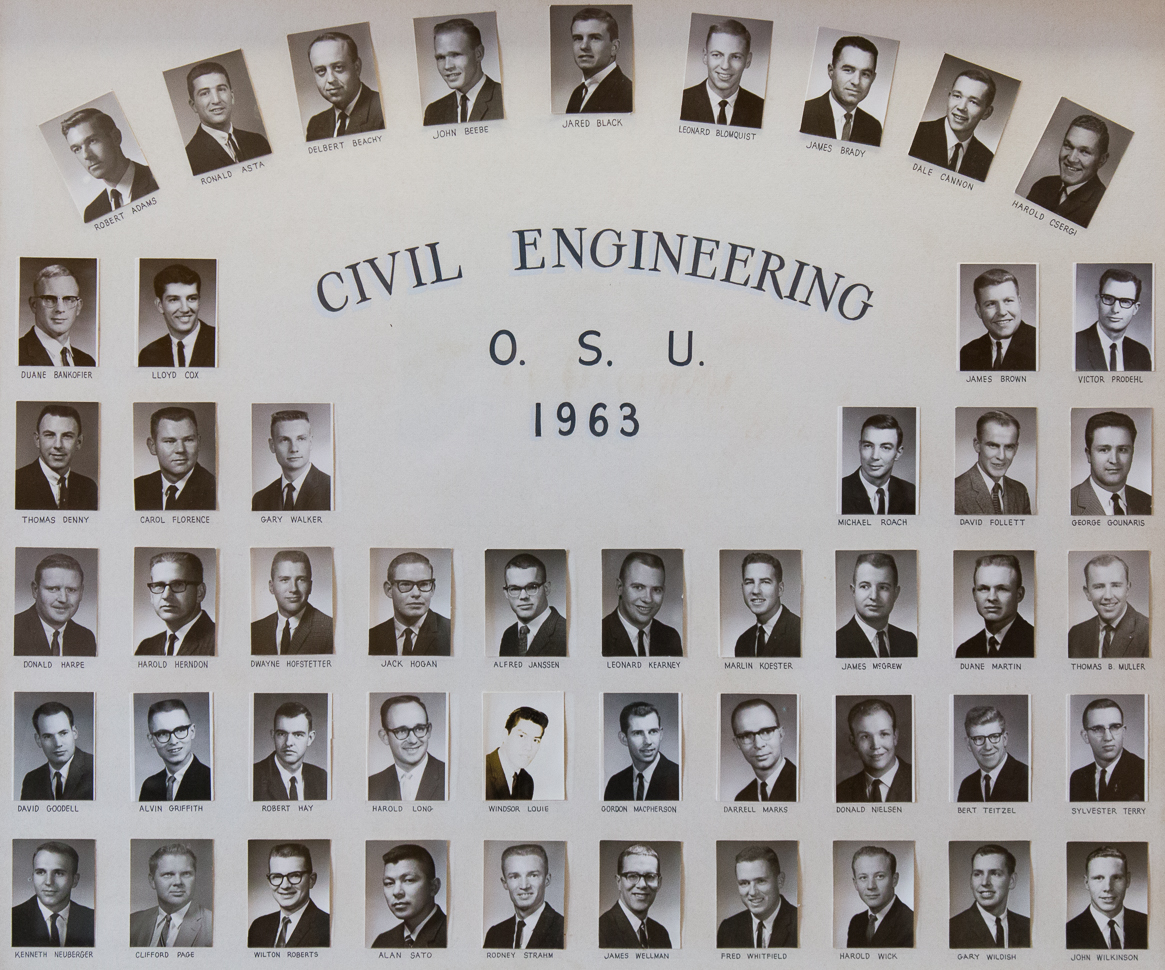 ROBERT ADAMS
RONALD ASTA
DELBERT BEACHY
JOHN BEEBE
JARED BLACK
LEONARD BLOMQUIST
JAMES BRADY
DALE CANNON
HAROLD CSERGI
CIVIL ENGINEERING
O. S. U.
1963
DUANE BANKOFIER
LLOYD COX
JAMES BROWN
VICTOR PRODEHL
THOMAS DENNY
CAROL FLORENCE
GARY WALKER
MICHAEL ROACH
DAVID FOLLETT
GEORGE GOUNARIS
DONALD HARPE
HAROLD HERNDON
DWAYNE HOFSTETTER
JACK HOGAN
ALFRED JANSSEN
LEONARD KEARNEY
MARLIN KOESTER
JAMES McGREW
DUANE MARTIN
THOMAS B. MULLER
DAVID GOODELL
ALVIN GRIFFITH
ROBERT HAY
HAROLD LONG
WINDSOR LOUIE
GORDON MACPHERSON
DARRELL MARKS
DONALD NIELSEN
BERT TEITZEL
SYLVESTER TERRY
KENNETH NEUBERGER
CLIFFORD PAGE
WILTON ROBERTS
ALAN SATO
RODNEY STRAHM
JAMES WELLMAN
FRED WHITFIELD
HAROLD WICK
GARY WILDISH
JOHN WILKINSON